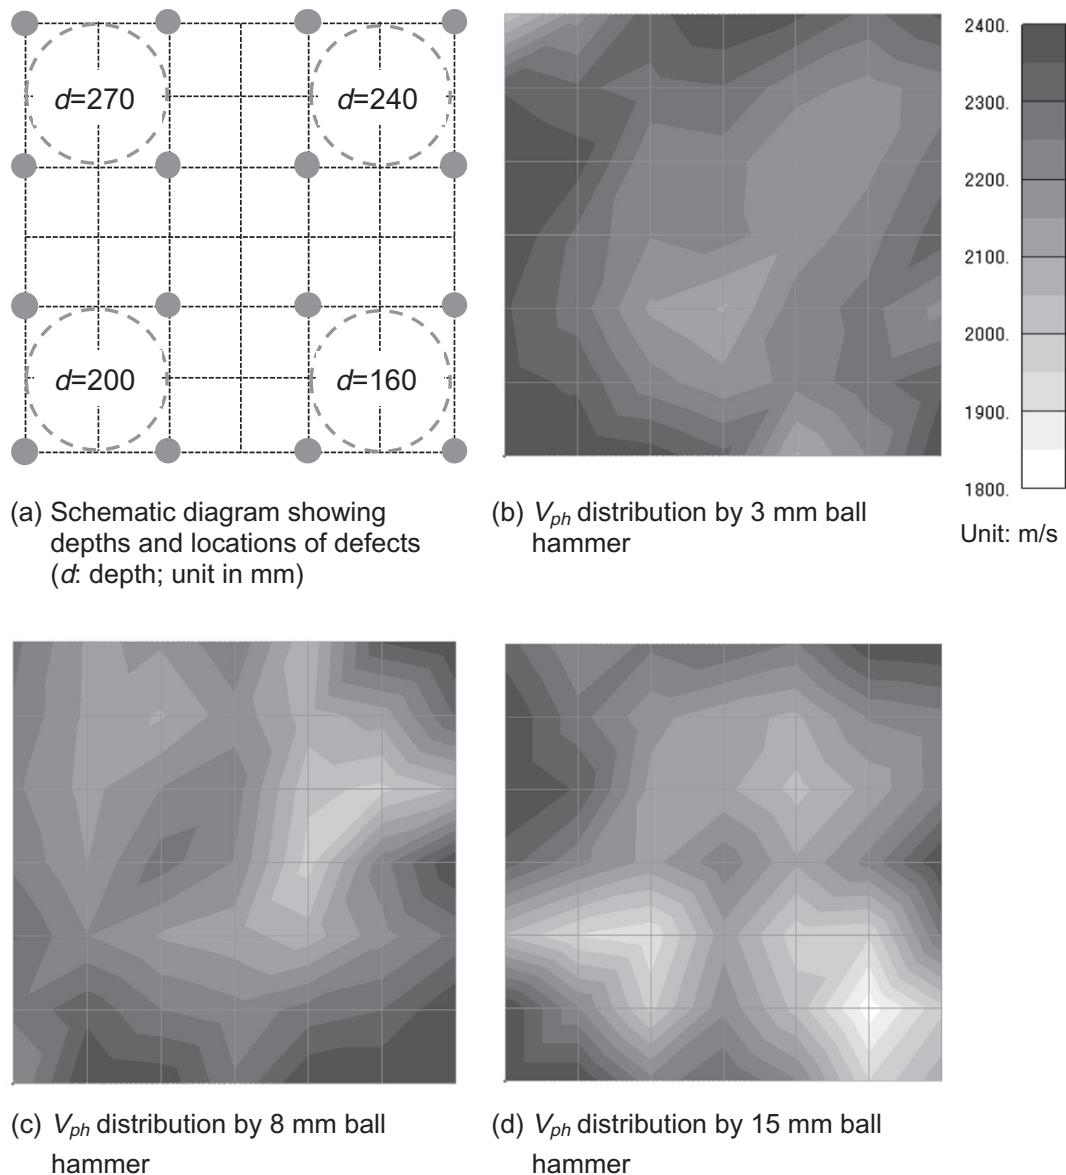 d=270
d=240
d=200
d=160
(a) Schematic diagram showing
depths and locations of defects
(d: depth; unit in mm)
2400.
2300.
2200.
2100.
2000.
1900.
1800.
Unit: m/s
(b) Vph distribution by 3 mm ball
hammer
(c) Vph distribution by 8 mm ball
hammer
(d) Vph distribution by 15 mm ball
hammer